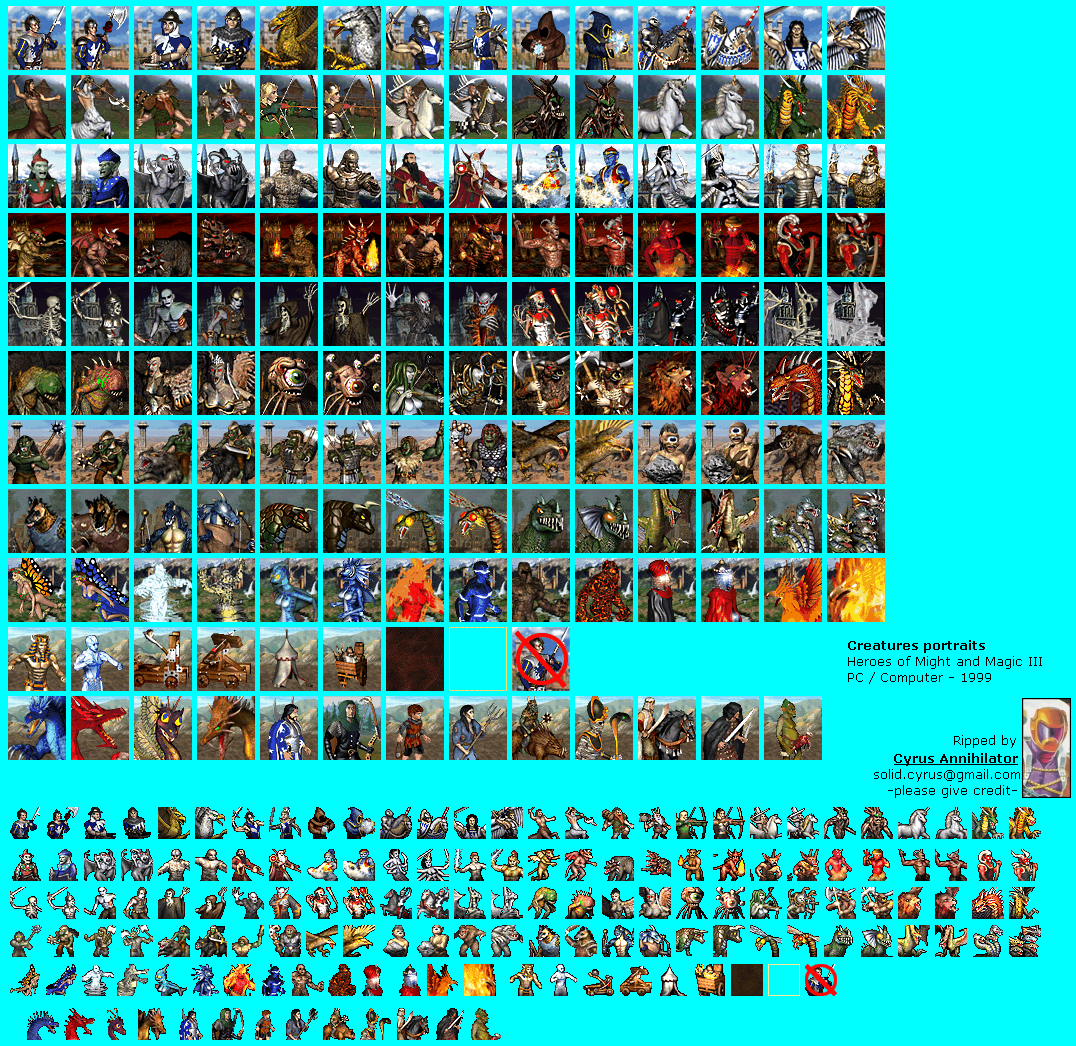 Creatures portraits
Heroes of Might and Magic III
PC / Computer - 1999
Ripped by
Cyrus Annihilator
solid.cyrus@gmail.com
-please give credit-